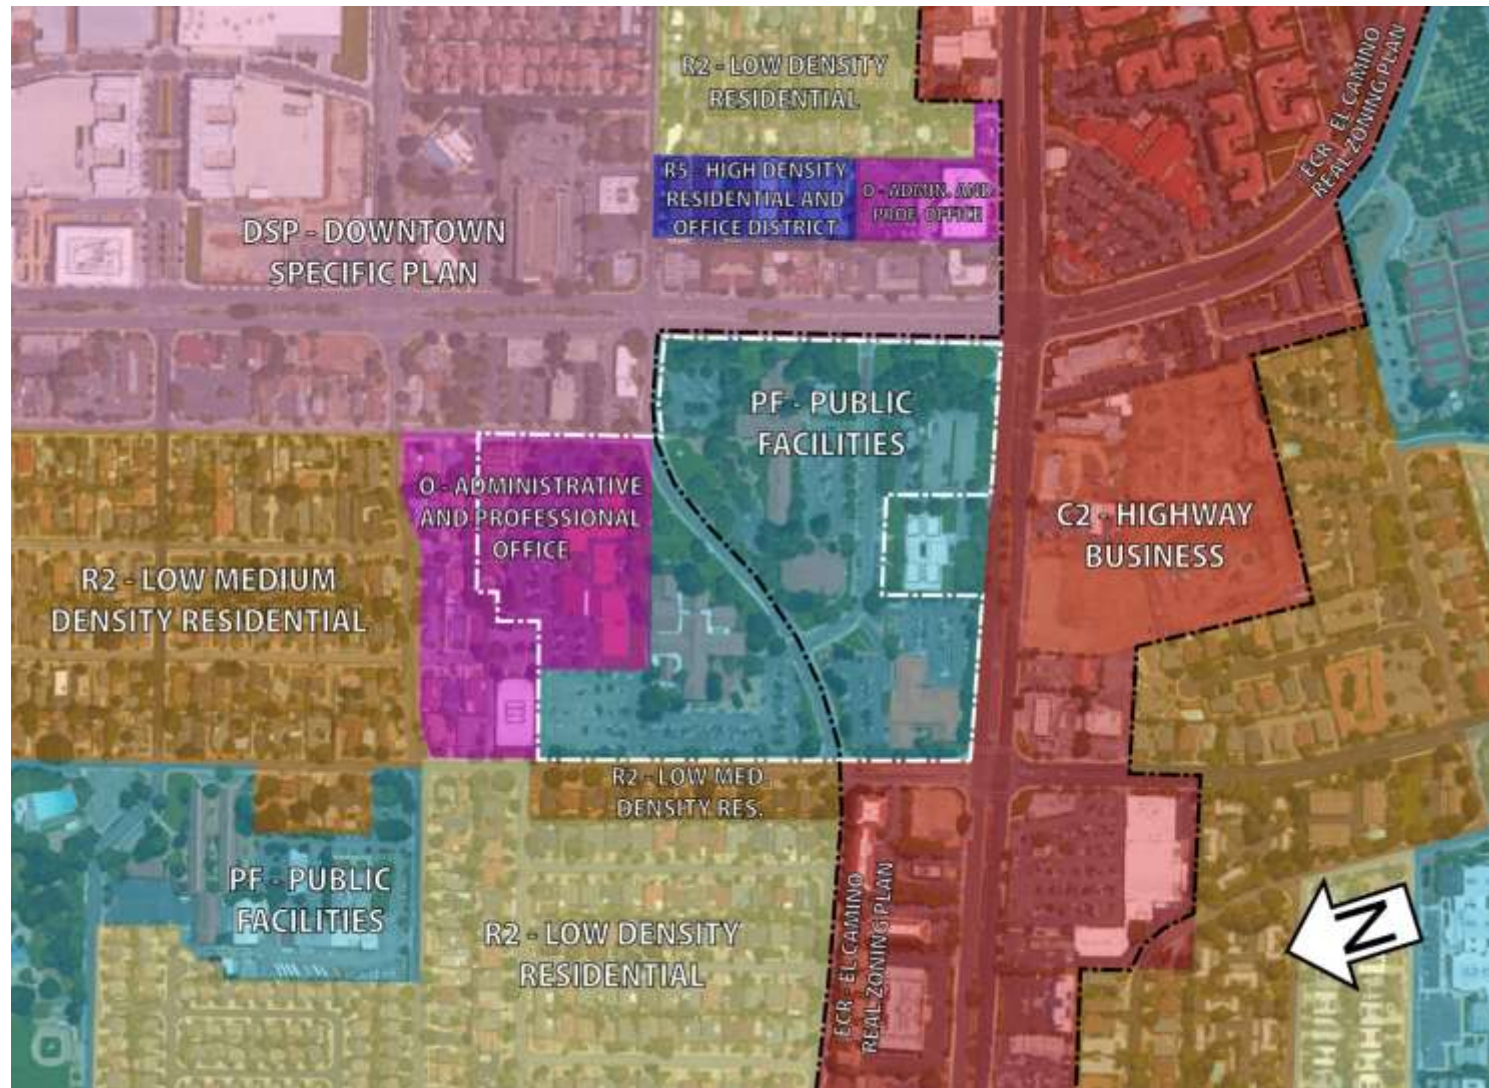 R2 - LOW DENSITY
RESIDENTIAL
ECR - EL CAMINO
REAL ZONING PLAN
R5 - HIGH DENSITY
RESIDENTIAL AND
OFFICE DISTRICT
O - ADMIN. AND
PROF. OFFICE
DSP - DOWNTOWN
SPECIFIC PLAN
PF - PUBLIC
FACILITIES
O - ADMINISTRATIVE
AND PROFESSIONAL
OFFICE
C2 - HIGHWAY
BUSINESS
R2 - LOW MEDIUM
DENSITY RESIDENTIAL
R2 - LOW MED.
DENSITY RES.
PF - PUBLIC
FACILITIES
R2 - LOW DENSITY
RESIDENTIAL
ECR - EL CAMINO
REAL ZONING PLAN
N